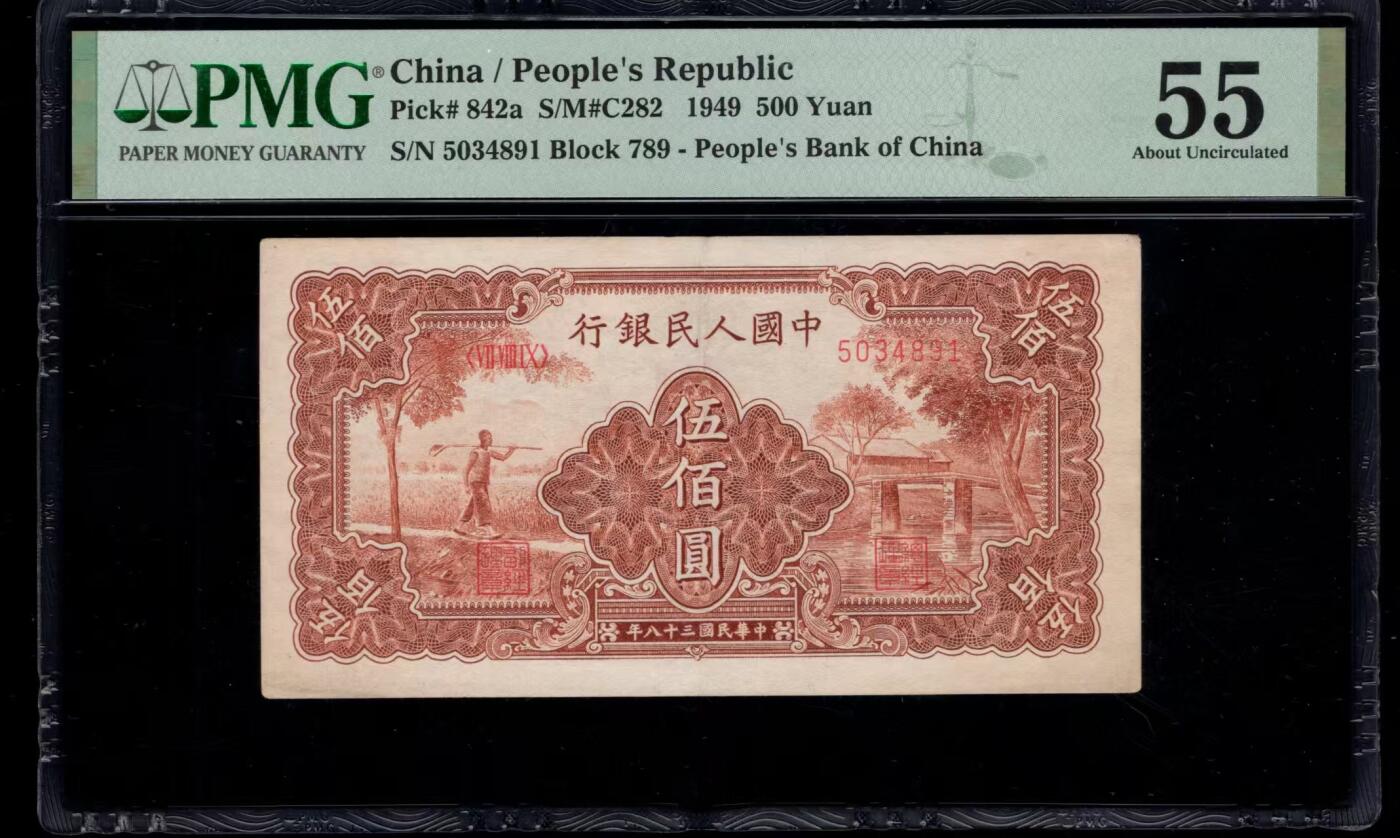 PMG®
PAPER MONEY GUARANTY
China / People's Republic
Pick# 842a S/M#C282 1949 500 Yuan
S/N 5034891 Block 789 - People's Bank of China
55
About Uncirculated
伍佰
伍佰
行銀民人國中
<VII VIII IX>
5034891
伍佰圓
伍佰
伍佰
年八十三國民華中